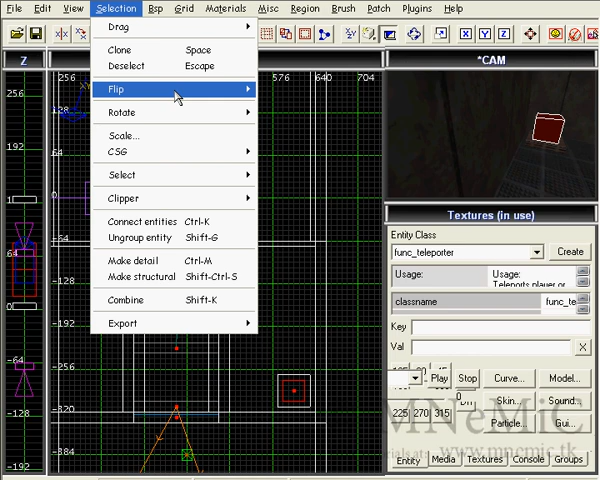 File Edit View Selection Bsp Grid Materials Misc Region Brush Patch Plugins Help
Z
*CAM
Drag
Clone Space
Deselect Escape
Flip
Rotate
Scale...
CSG
Select
Clipper
Connect entities Ctrl-K
Ungroup entity Shift-G
Make detail Ctrl-M
Make structural Shift-Ctrl-S
Combine Shift-K
Export
256
192
128
64
0
-64
-128
-192
256 576 640 704
128
64
0
-64
-128
-192
-256
-320
-384
Textures (in use)
Entity Class
func_teleporter Create
Usage: Usage:
Teleports player or
classname func_te
Key
Val X
Play Stop Curve... Model...
Skin... Sound...
225 270 315 Particle... Gui...
MNeMiC
www.mnemic.tk
Entity Media Textures Console Groups